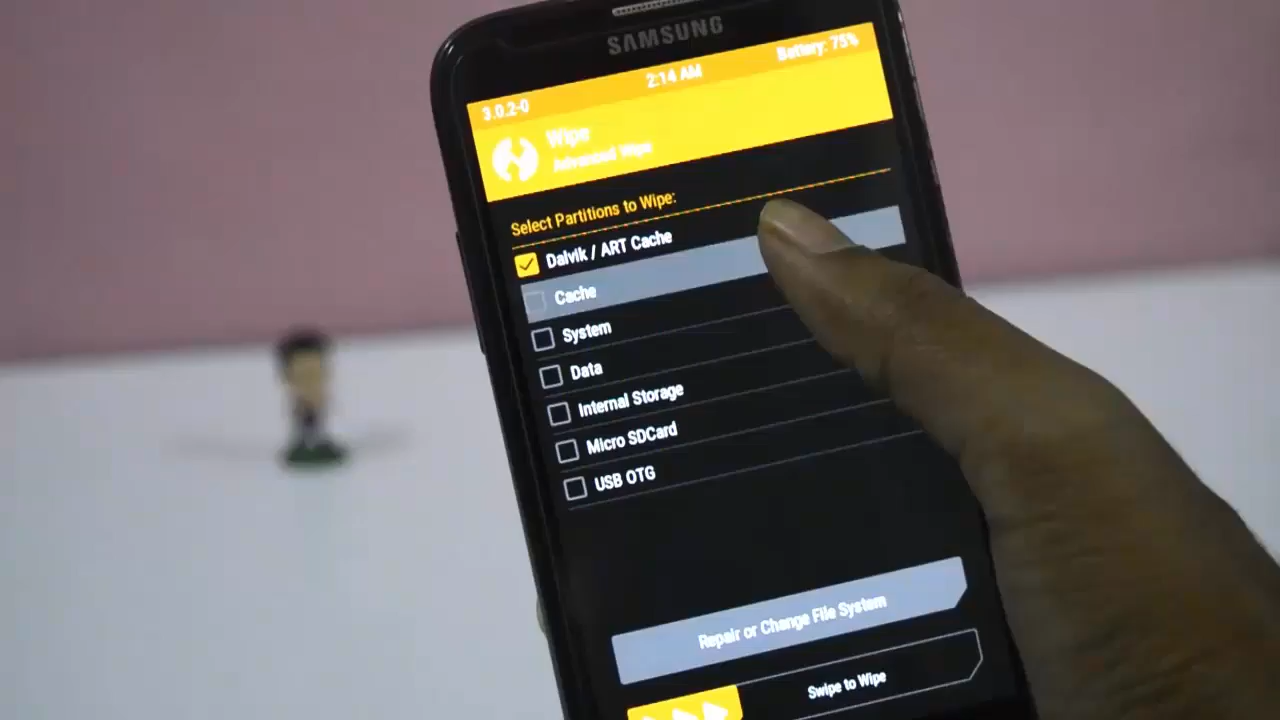 SAMSUNG
3.0.2-0 2:14 AM Battery: 75%
Wipe
Advanced Wipe
Select Partitions to Wipe:
Dalvik / ART Cache
Cache
System
Data
Internal Storage
Micro SDCard
USB OTG
Repair or Change File System
Swipe to Wipe